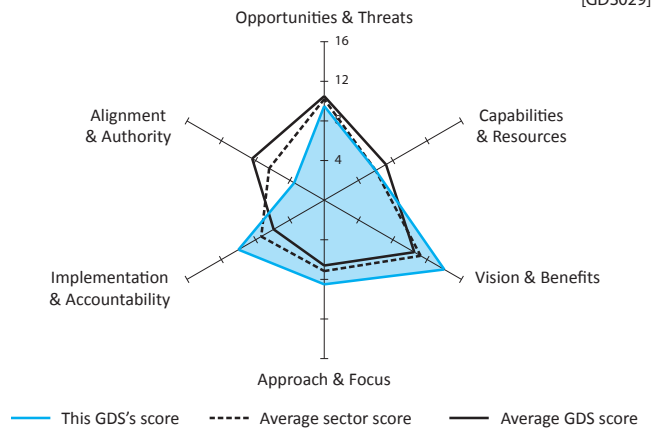 [GDS029]
Opportunities & Threats
16
12
4
Alignment
& Authority
Capabilities
& Resources
Implementation
& Accountability
Vision & Benefits
Approach & Focus
This GDS's score
Average sector score
Average GDS score